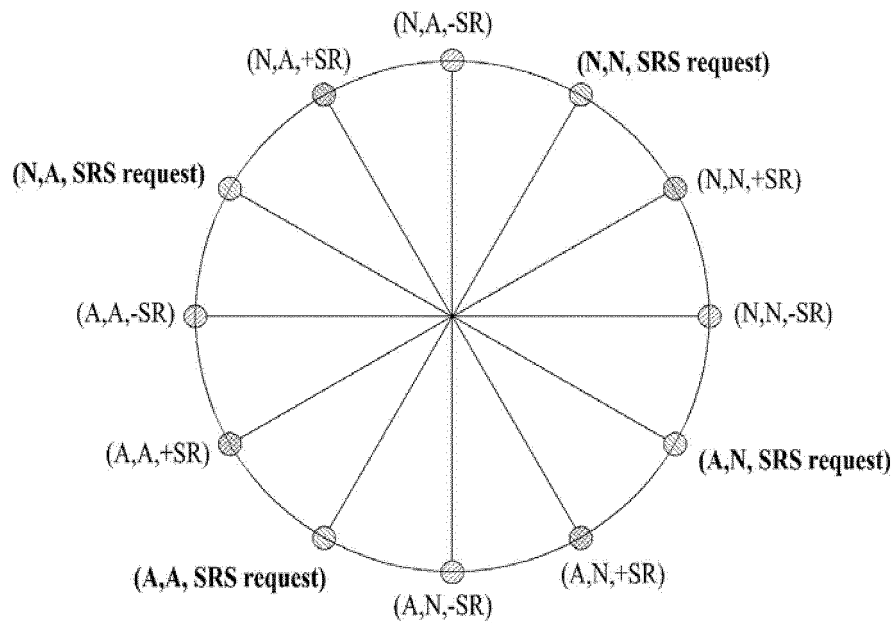 (N,A,-SR)
(N,N, SRS request)
(N,A,+SR)
(N,A, SRS request)
(N,N,+SR)
(A,A,-SR)
(N,N,-SR)
(A,A,+SR)
(A,N, SRS request)
(A,A, SRS request)
(A,N,+SR)
(A,N,-SR)